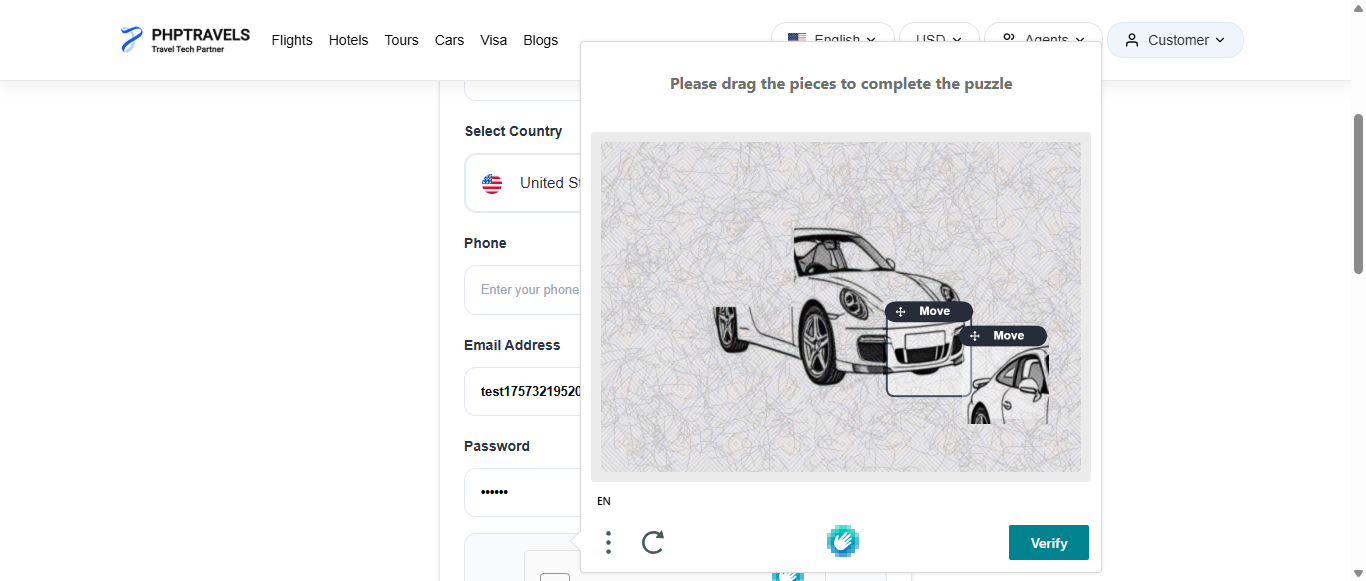 PHPTRAVELS
Travel Tech Partner
Flights Hotels Tours Cars Visa Blogs
English USD Agents Customer
Please drag the pieces to complete the puzzle
Select Country
United St
Phone
Enter your phone
Email Address
test17573219520
Password
Move
Move
EN
Verify